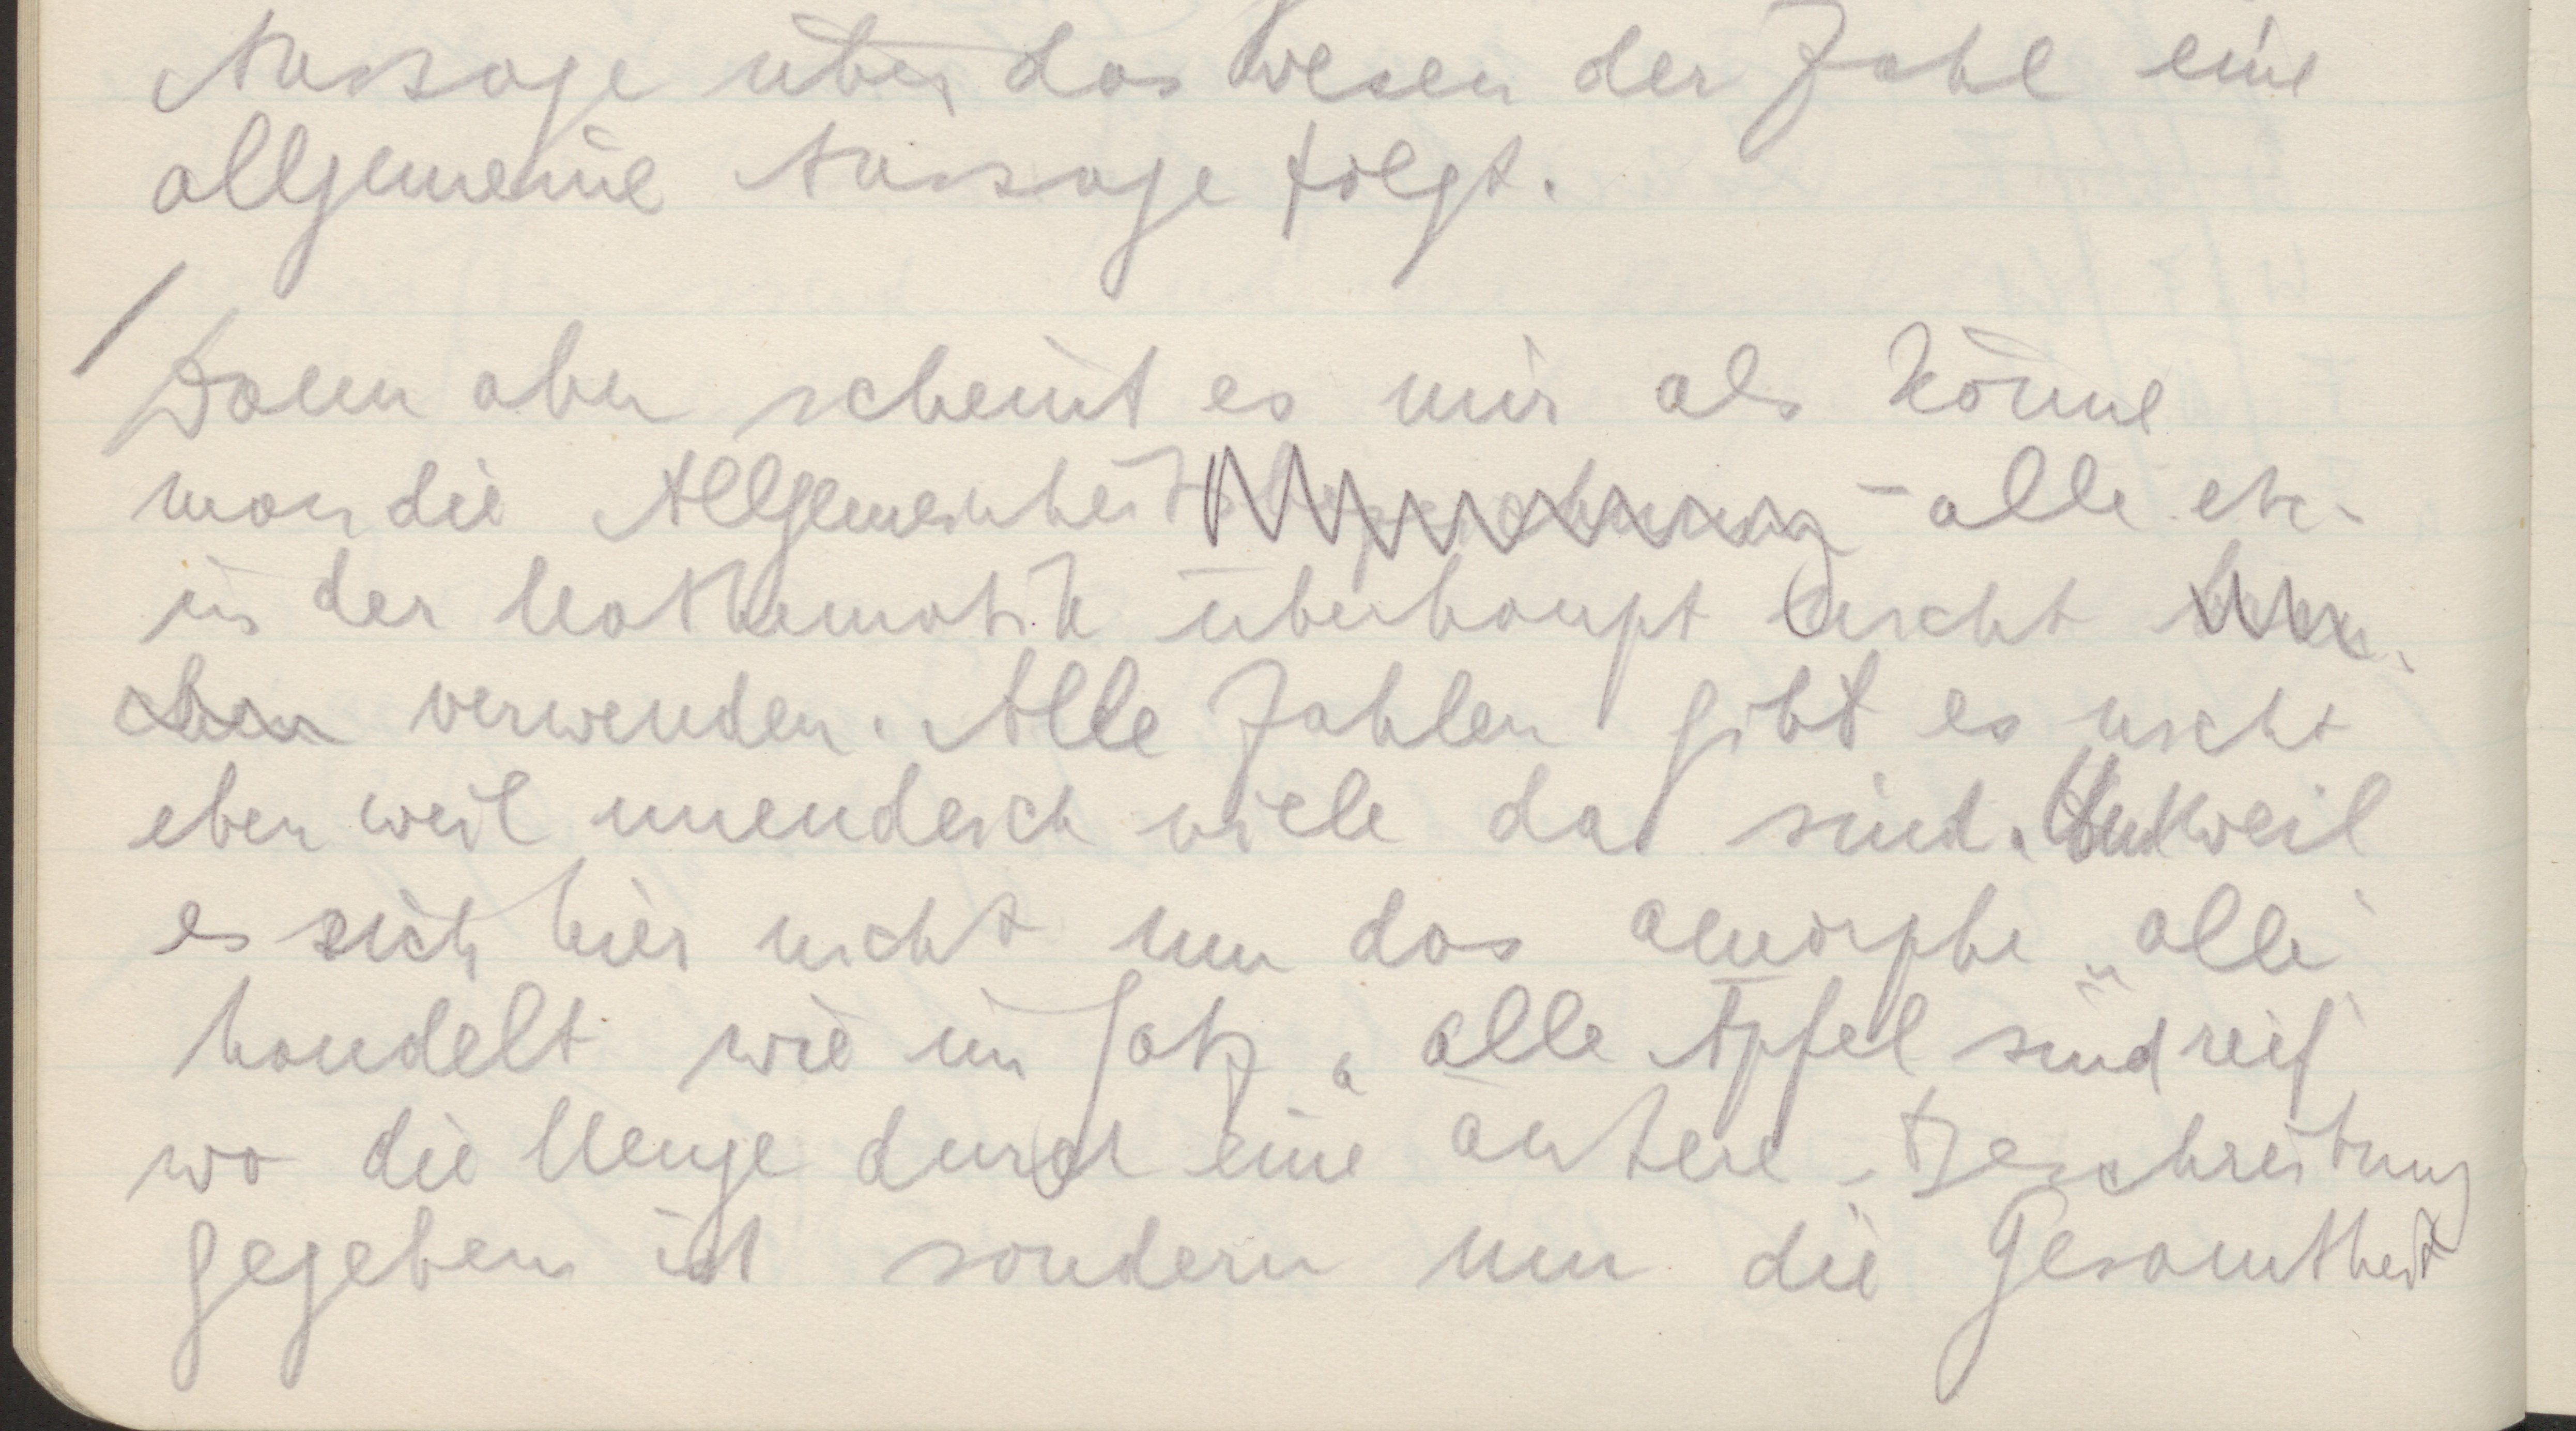 Aussage über das Wesen der Zahl eine
allgemeine Aussage folgt.
/
Dann aber scheint es mir als könne
man die Allgemeinheit – alle etc. –
in der Mathematik überhaupt nicht
verwenden. Alle Zahlen gibt es nicht
eben weil unendlich viele da sind. Und weil
es sich hier nicht um das amorphe „alle”
handelt wie im Satz „alle Äpfel sind reif”
wo die Menge durch eine äußere Beschreibung
gegeben ist sondern um die Gesamtheit